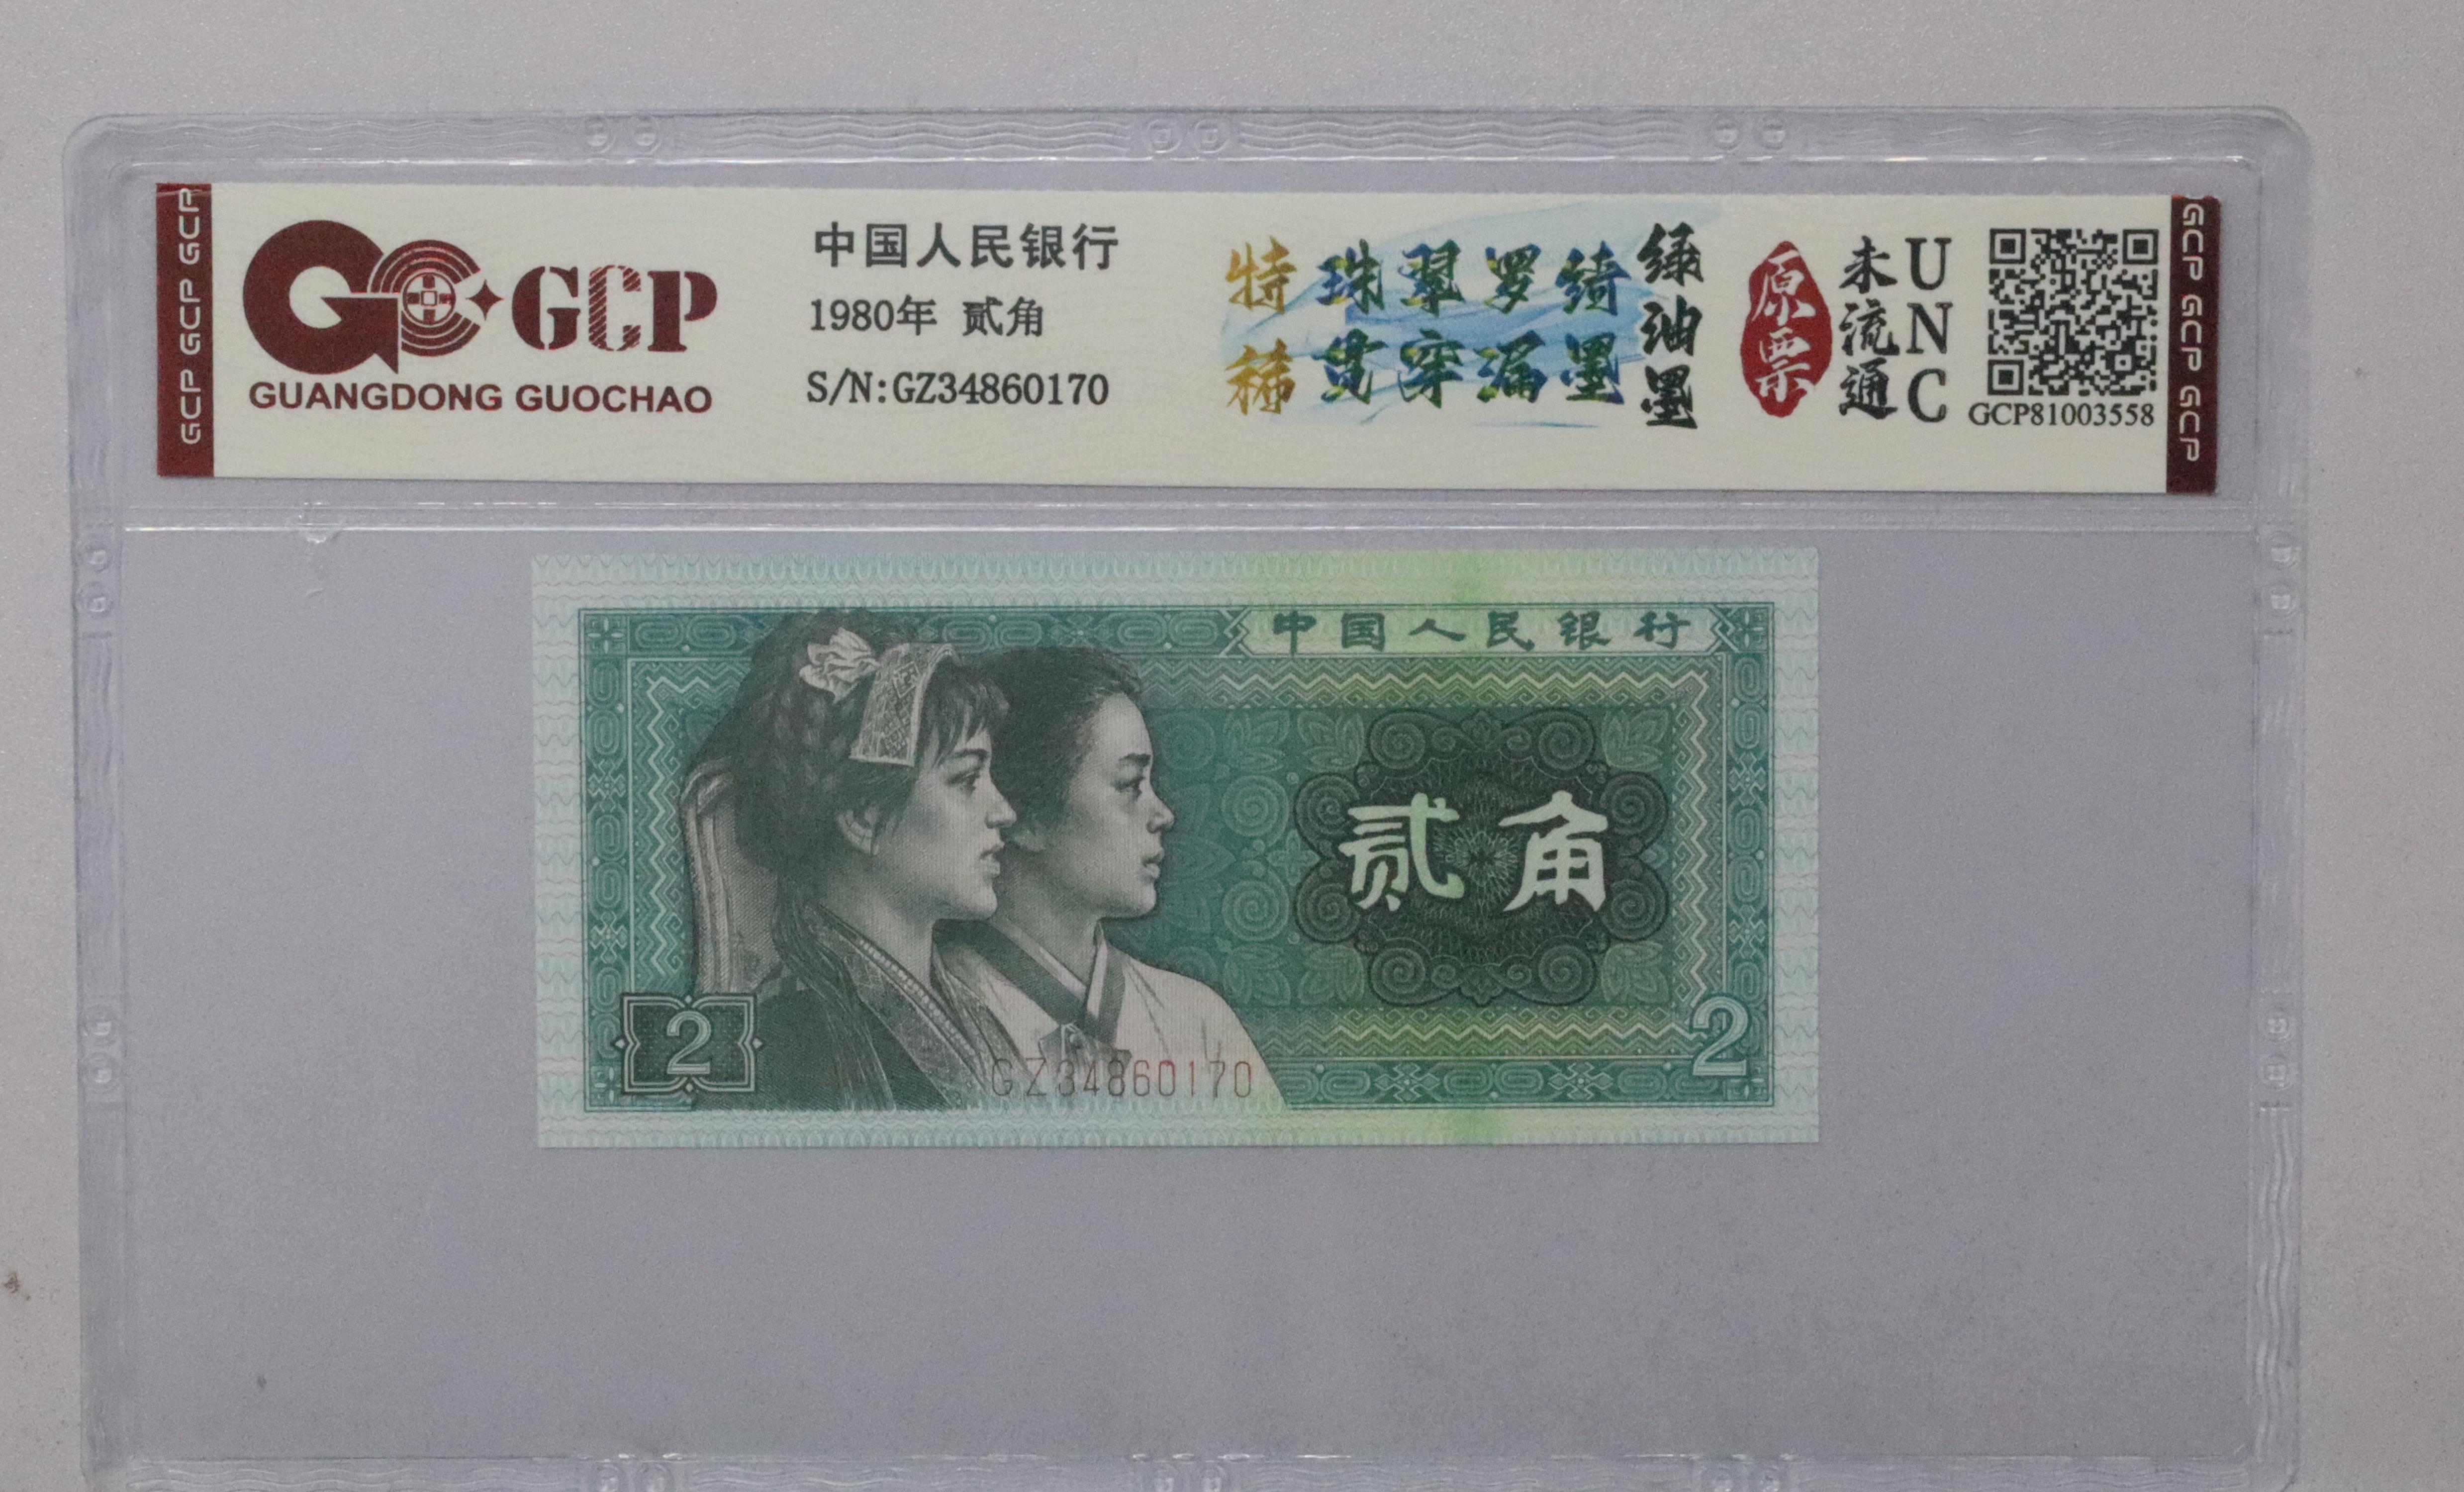 GCP GCP GCP
GCP
GUANGDONG GUOCHAO
中国人民银行
1980年 贰角
S/N:GZ34860170
特稀
珠翠罗绮
贯穿漏墨
绿油墨
原票
未流通
UNC
GCP81003558
GCP GCP GCP
中国人民银行
贰角
2
2
GZ34860170